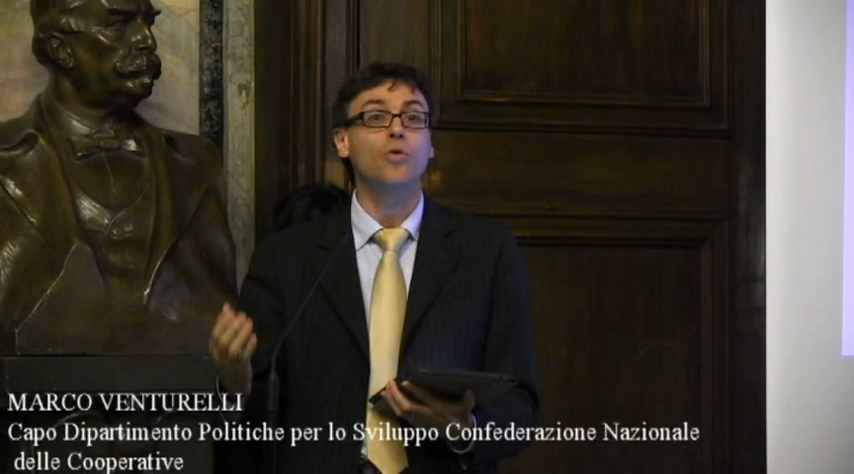 MARCO VENTURELLI
Capo Dipartimento Politiche per lo Sviluppo Confederazione Nazionale
delle Cooperative